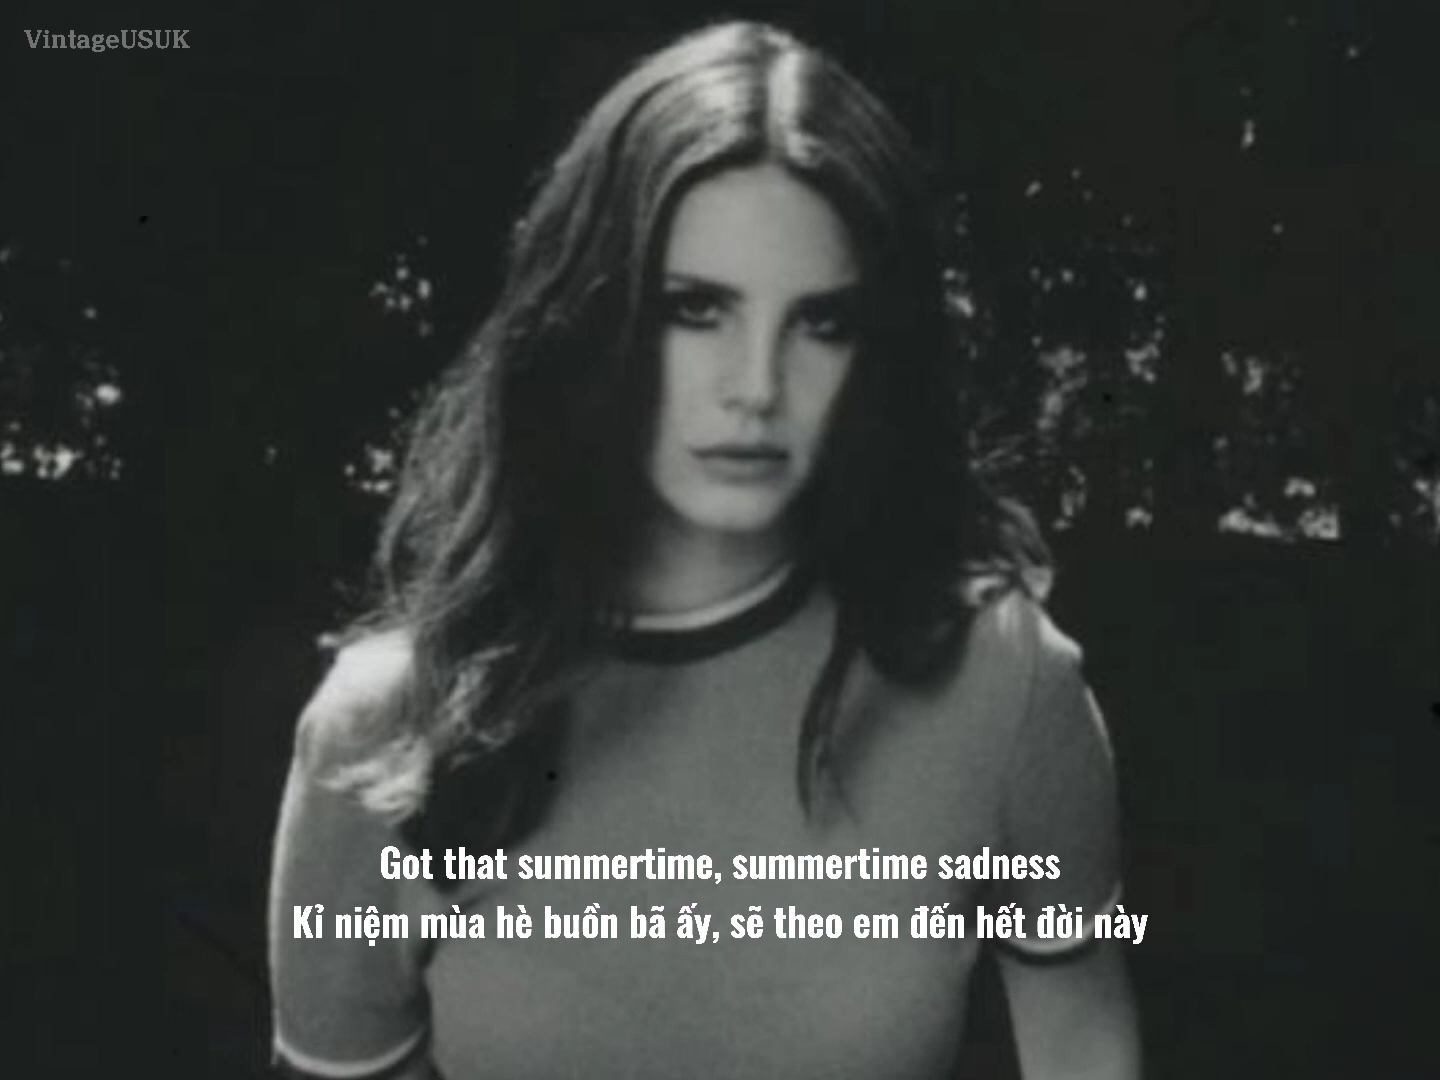 VintageUSUK
Got that summertime, summertime sadness
Kỉ niệm mùa hè buồn bã ấy, sẽ theo em đến hết đời này